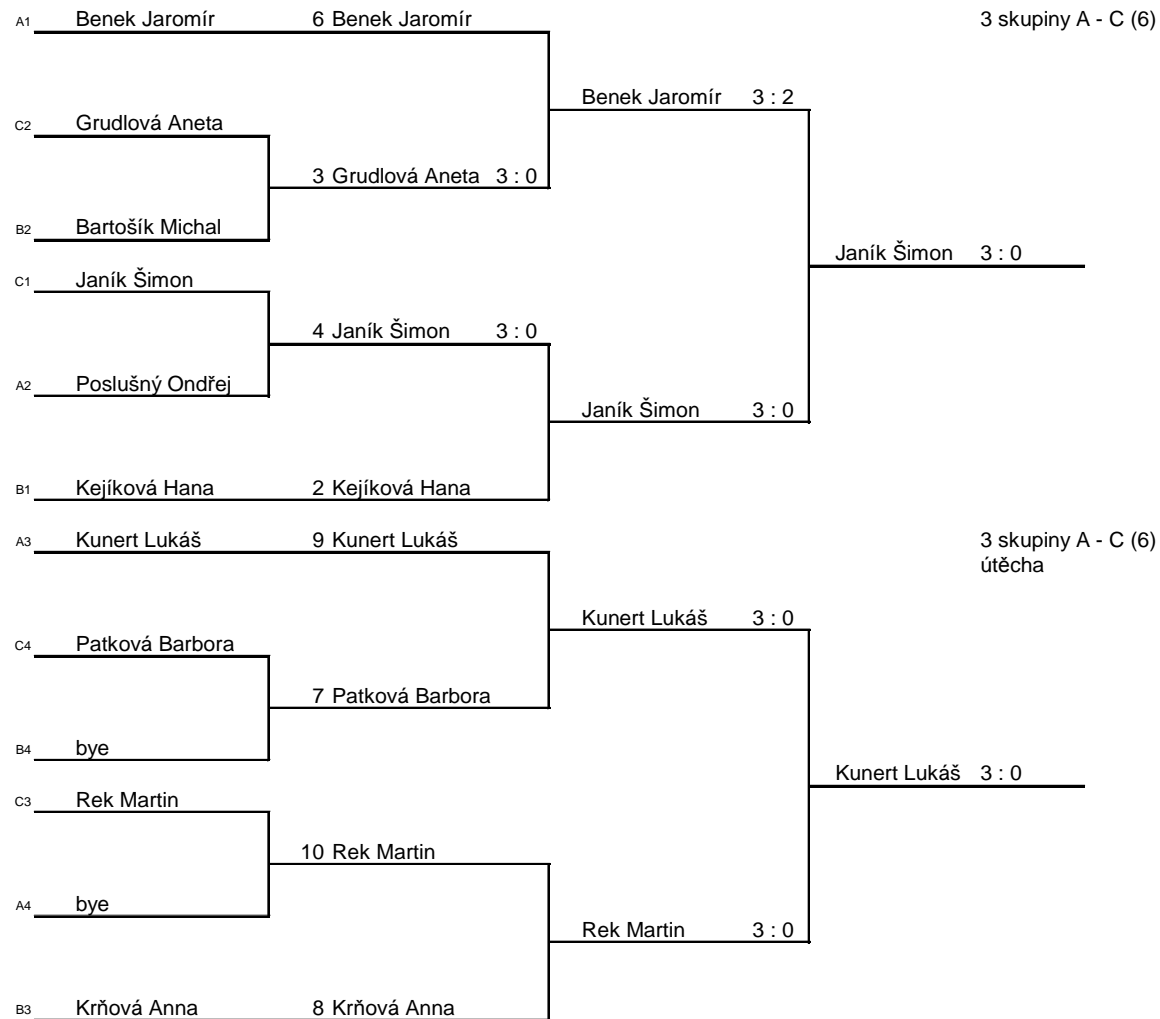 A1 Benek Jaromír 6 Benek Jaromír 3 skupiny A - C (6)
Benek Jaromír 3 : 2
C2 Grudlová Aneta
3 Grudlová Aneta 3 : 0
B2 Bartošík Michal
Janík Šimon 3 : 0
C1 Janík Šimon
4 Janík Šimon 3 : 0
A2 Poslušný Ondřej
Janík Šimon 3 : 0
B1 Kejíková Hana 2 Kejíková Hana
A3 Kunert Lukáš 9 Kunert Lukáš 3 skupiny A - C (6)
útěcha
Kunert Lukáš 3 : 0
C4 Patková Barbora
7 Patková Barbora
B4 bye
Kunert Lukáš 3 : 0
C3 Rek Martin
10 Rek Martin
A4 bye
Rek Martin 3 : 0
B3 Krňová Anna 8 Krňová Anna